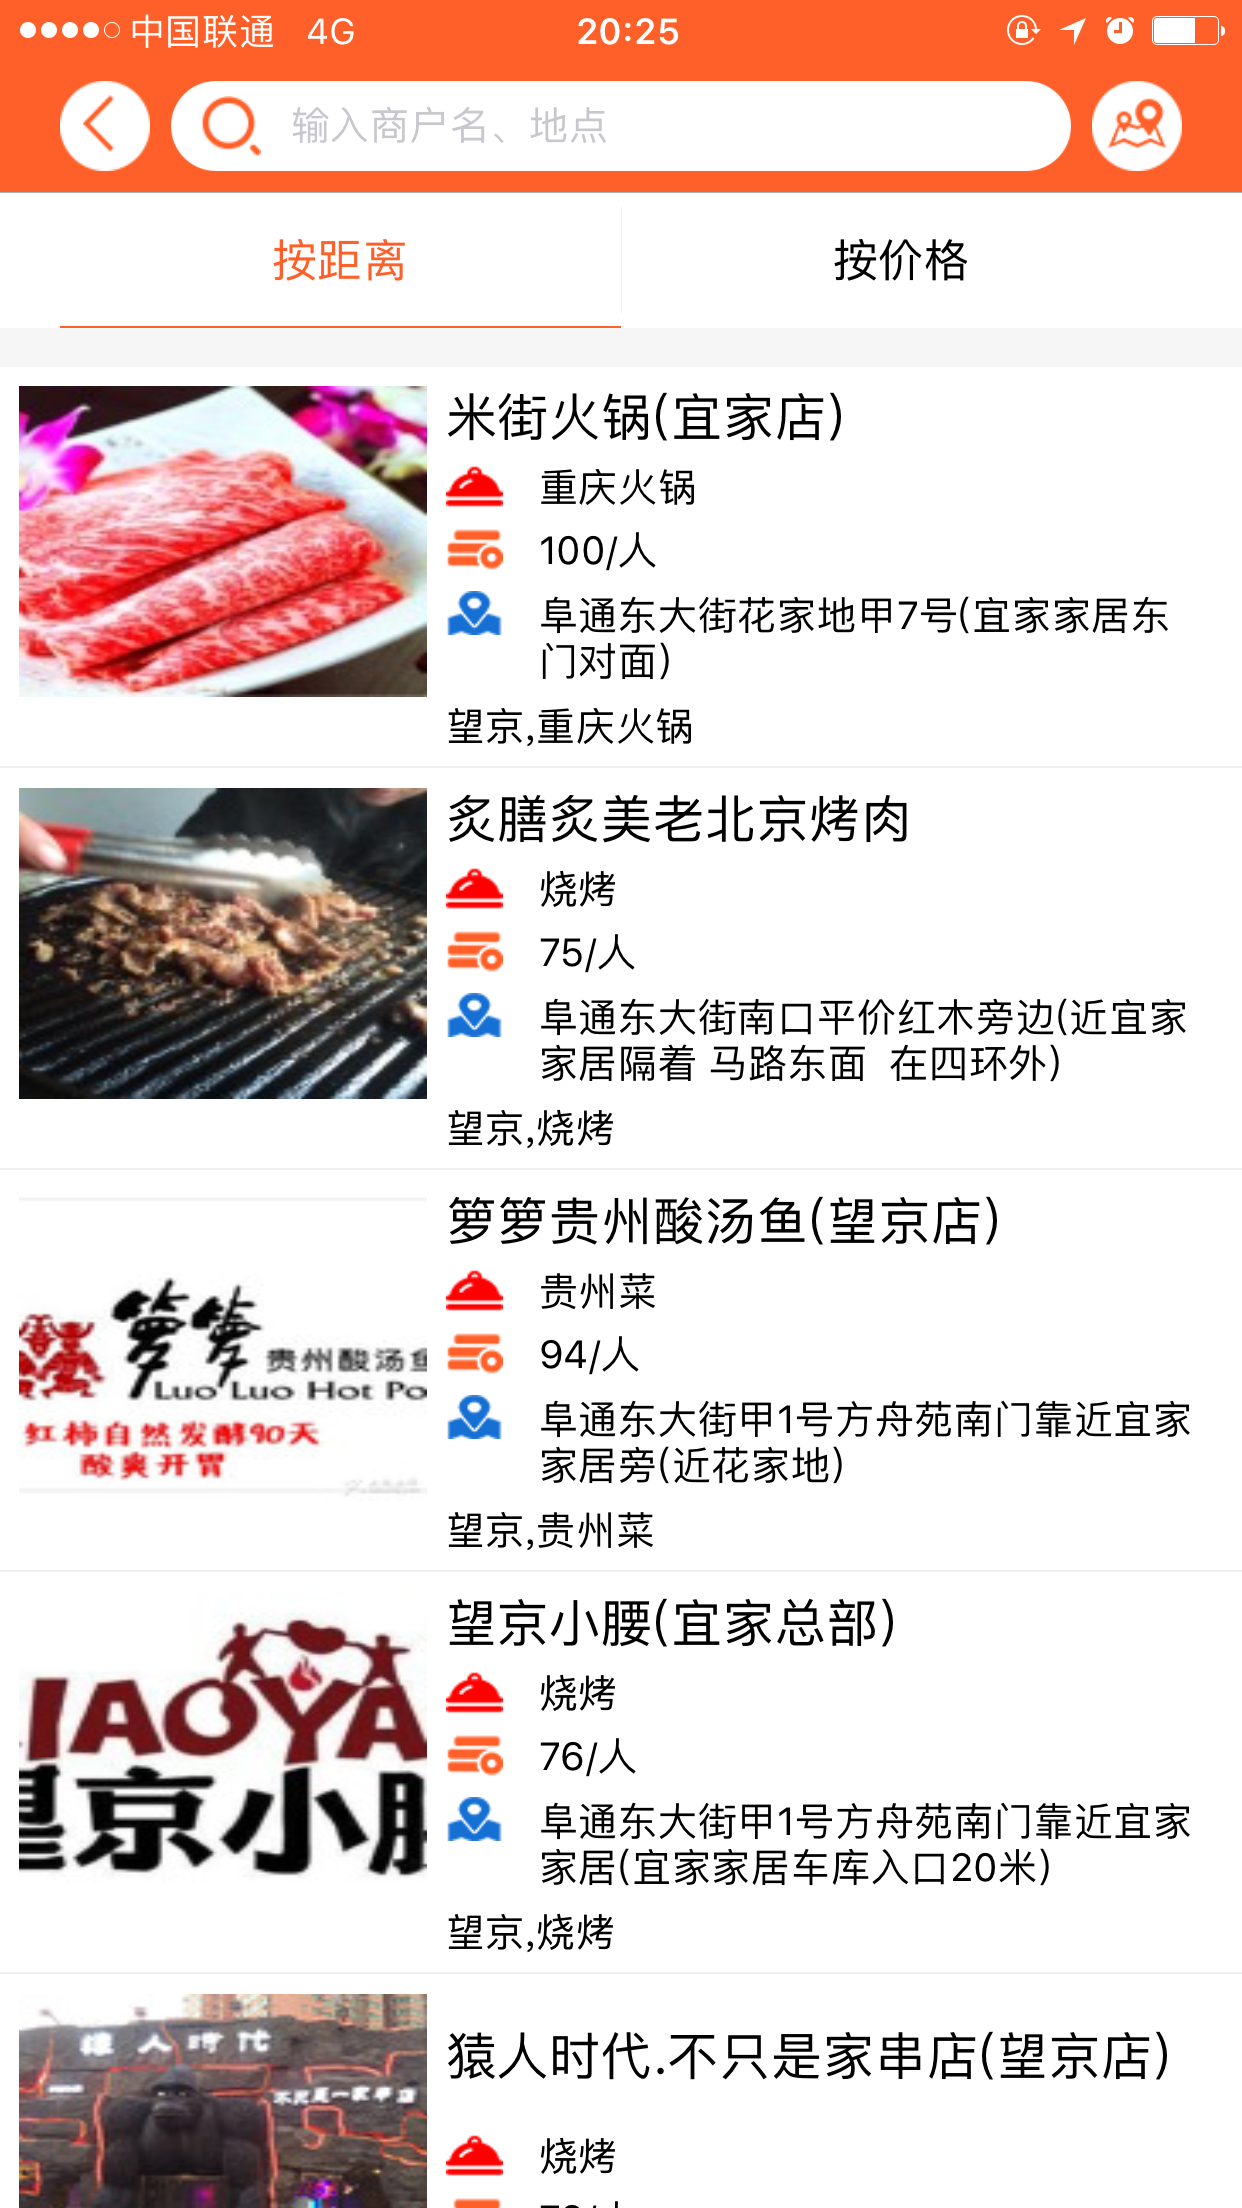 中国联通 4G 20:25
输入商户名、地点
按距离 按价格
米街火锅(宜家店)
重庆火锅
100/人
阜通东大街花家地甲7号(宜家家居东
门对面)
望京,重庆火锅
炙膳炙美老北京烤肉
烧烤
75/人
阜通东大街南口平价红木旁边(近宜家
家居隔着 马路东面 在四环外)
望京,烧烤
箩箩贵州酸汤鱼(望京店)
贵州菜
94/人
阜通东大街甲1号方舟苑南门靠近宜家
家居旁(近花家地)
望京,贵州菜
箩箩 贵州酸汤鱼
Luo Luo Hot Po
红柿自然发酵90天
酸爽开胃
望京小腰(宜家总部)
烧烤
76/人
阜通东大街甲1号方舟苑南门靠近宜家
家居(宜家家居车库入口20米)
望京,烧烤
IAOYA
望京小腰
猿人时代.不只是家串店(望京店)
烧烤
猿人时代
不只是一家串店